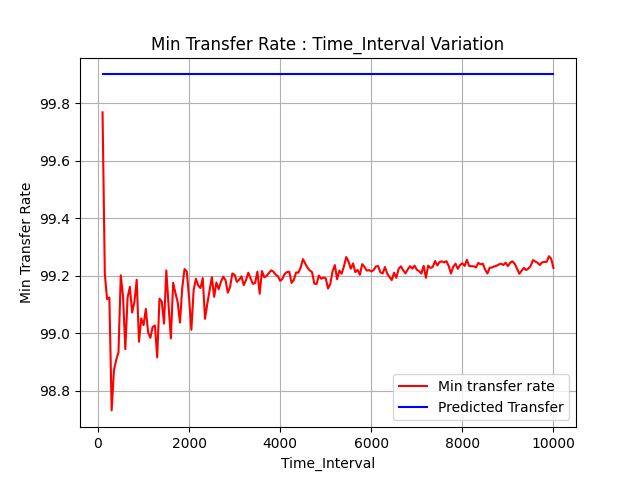 Min Transfer Rate : Time_Interval Variation
99.8
99.6
99.4
99.2
99.0
98.8
Min Transfer Rate
0 2000 4000 6000 8000 10000
Time_Interval
Min transfer rate
Predicted Transfer